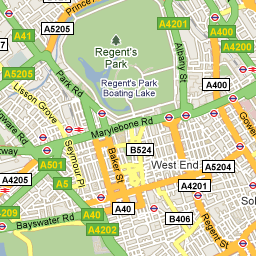 Prince
A41
A5205
A4201
A400
A4200
Regent's
Park
Albany St
A5205
Regent's Park
Boating Lake
Park Rd
A400
Lisson Grove
Marylebone Rd
B524
A501
West End
A5204
Seymour Pl
Baker St
A4205
A5
A4201
So
4209
A40
A40
Bayswater Rd
B406
Regent St
A4202